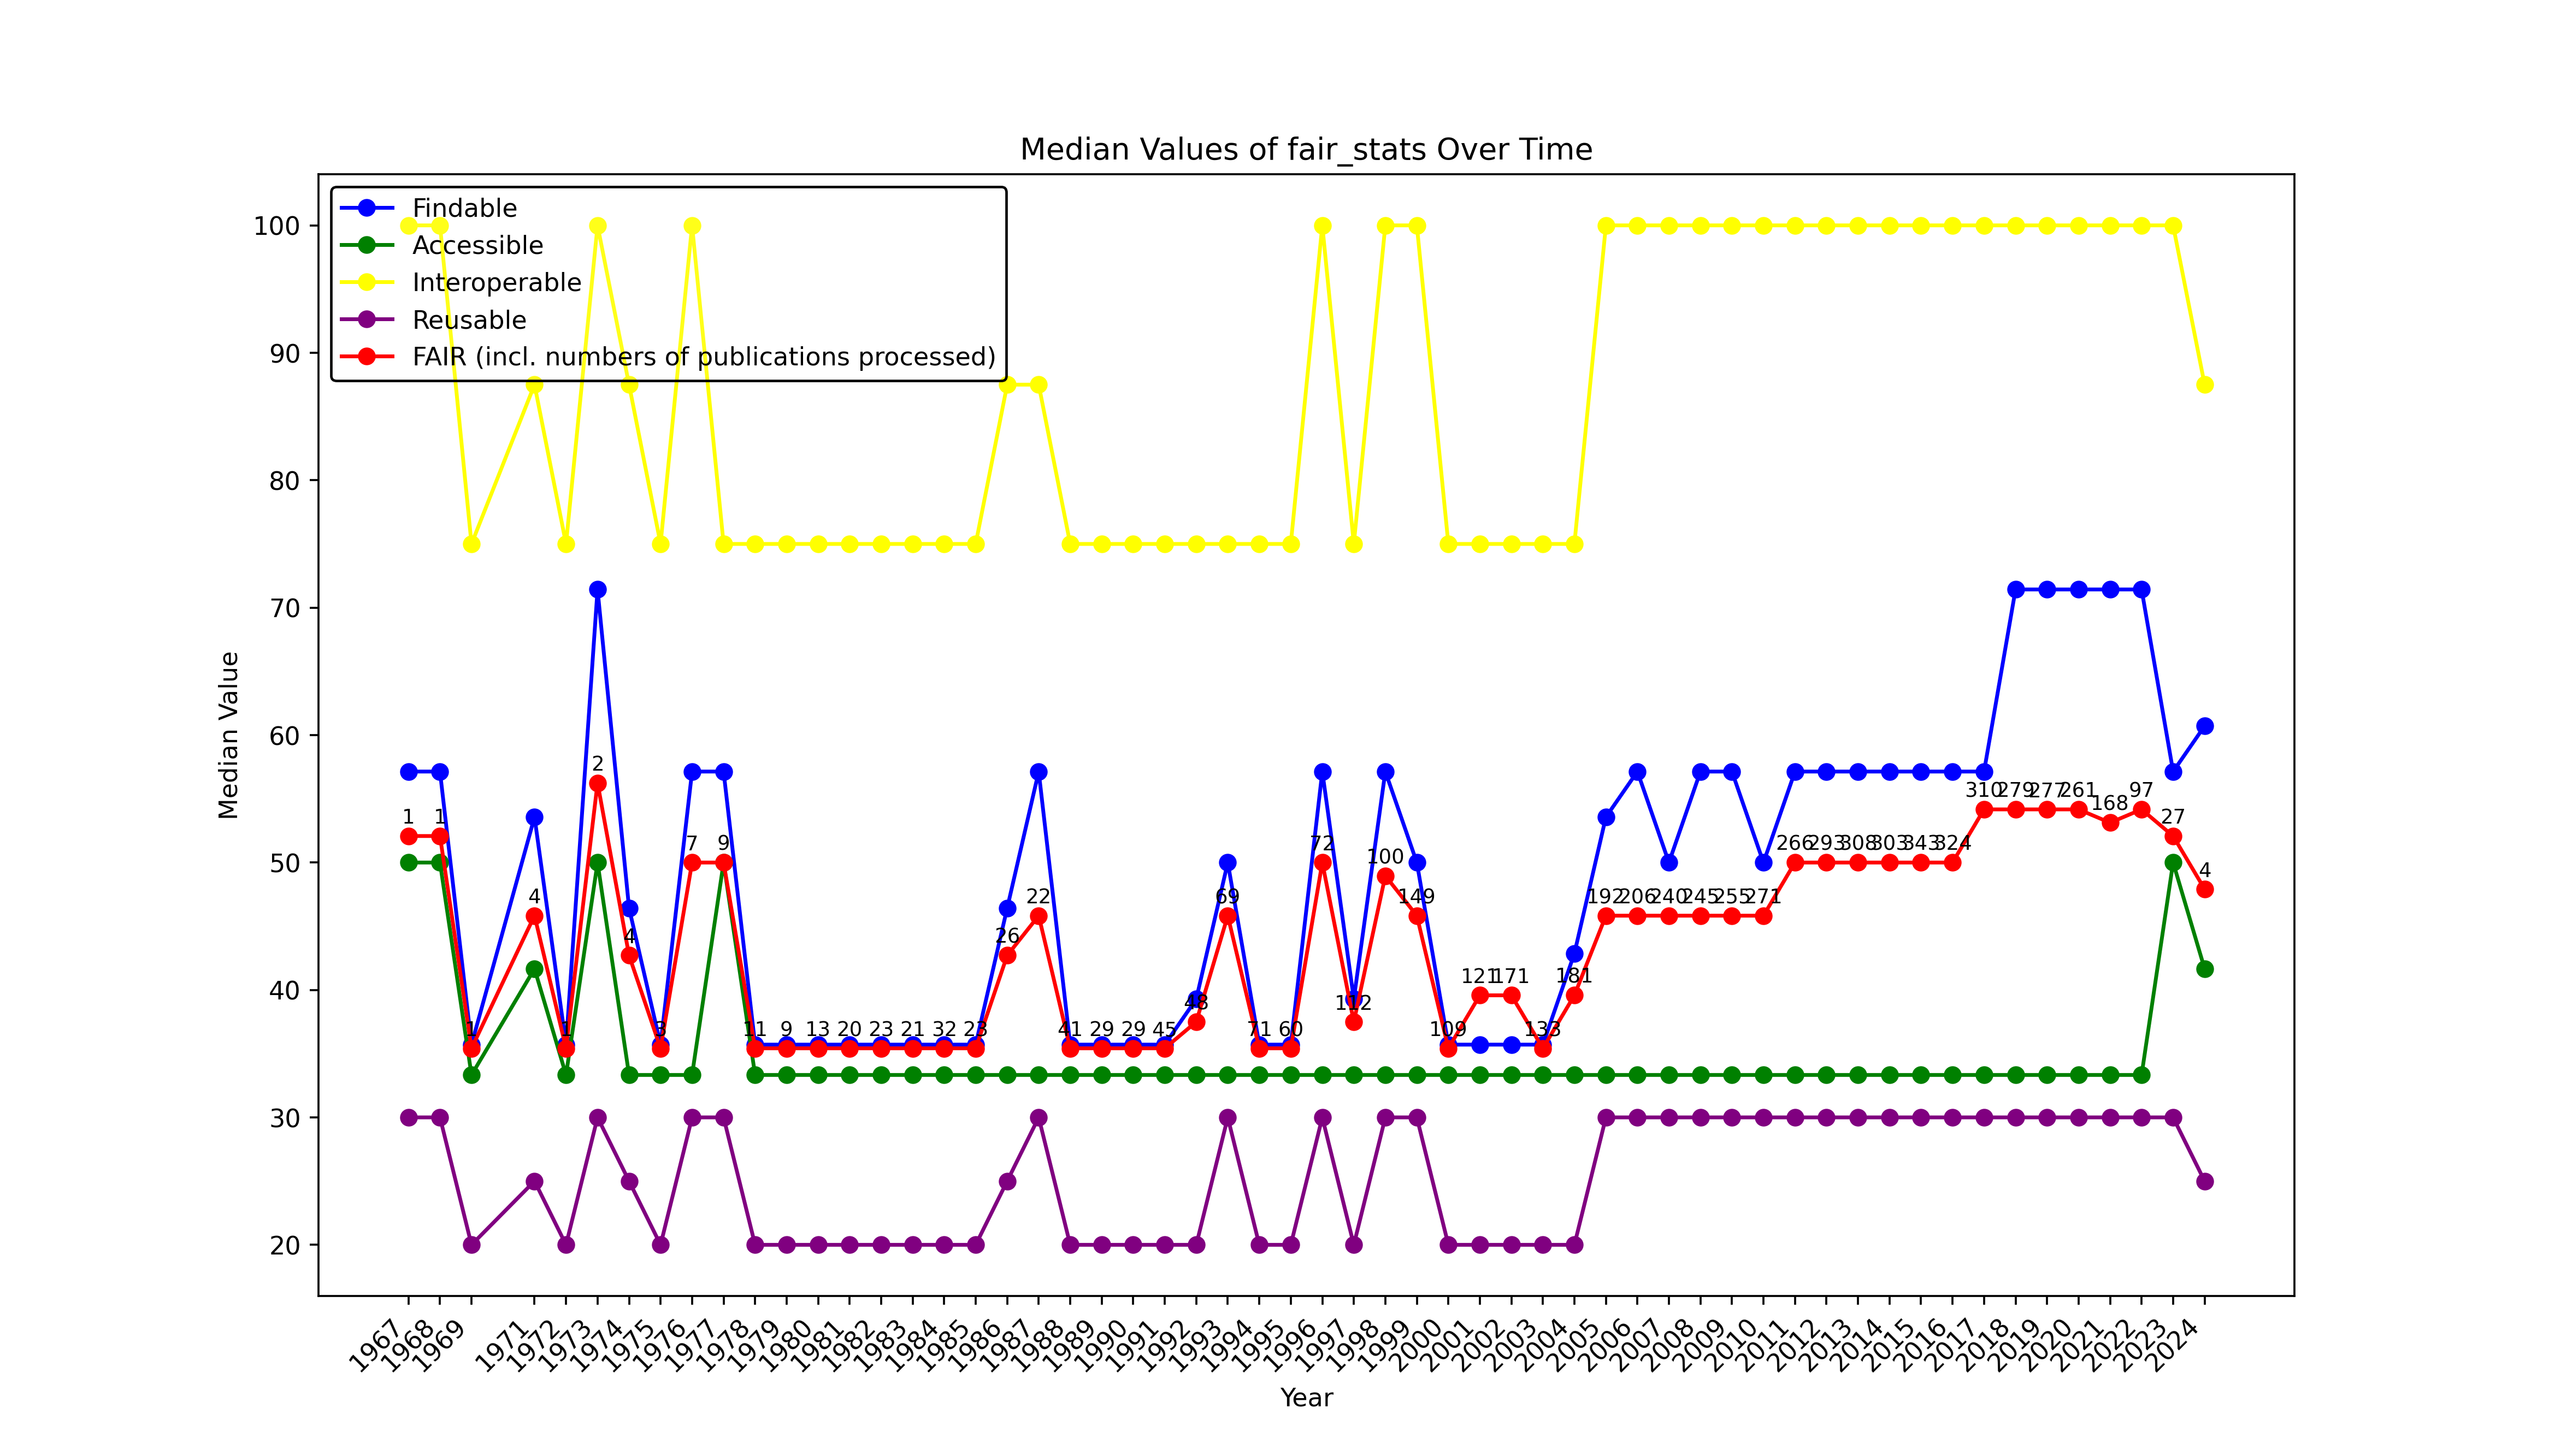 Median Values of fair_stats Over Time
Findable
Accessible
Interoperable
Reusable
FAIR (incl. numbers of publications processed)
100
90
80
70
60
50
40
30
20
Median Value
1 1 1 4 1 2 4 3 7 9 11 9 13 20 23 21 32 23 26 22 41 29 29 45 48 69 71 60 72 112 100 149 109 121 171 133 181 192 206 240 245 255 271 266 293 308 303 343 324 310 279 277 261 168 97 27 4
1967 1968 1969 1971 1972 1973 1974 1975 1976 1977 1978 1979 1980 1981 1982 1983 1984 1985 1986 1987 1988 1989 1990 1991 1992 1993 1994 1995 1996 1997 1998 1999 2000 2001 2002 2003 2004 2005 2006 2007 2008 2009 2010 2011 2012 2013 2014 2015 2016 2017 2018 2019 2020 2021 2022 2023 2024
Year